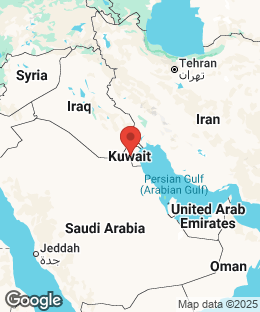 Tehran
تهران
Syria
Iraq
Iran
Kuwait
Persian Gulf
(Arabian Gulf)
United Arab
Emirates
Saudi Arabia
Jeddah
جدة
Oman
Google
Map data ©2025